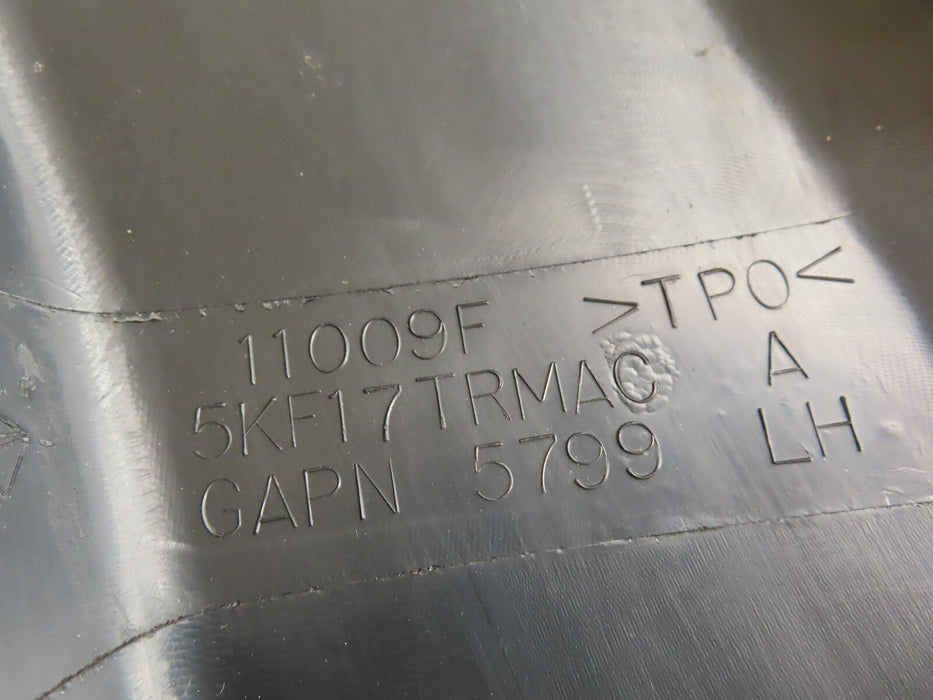 11009F >TPO<
5KF17TRMAC A
GAPN 5799 LH